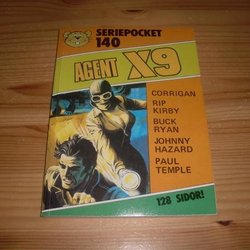 SERIEPOCKET
140
AGENT X9
CORRIGAN
RIP
KIRBY
BUCK
RYAN
JOHNNY
HAZARD
PAUL
TEMPLE
128 SIDOR!